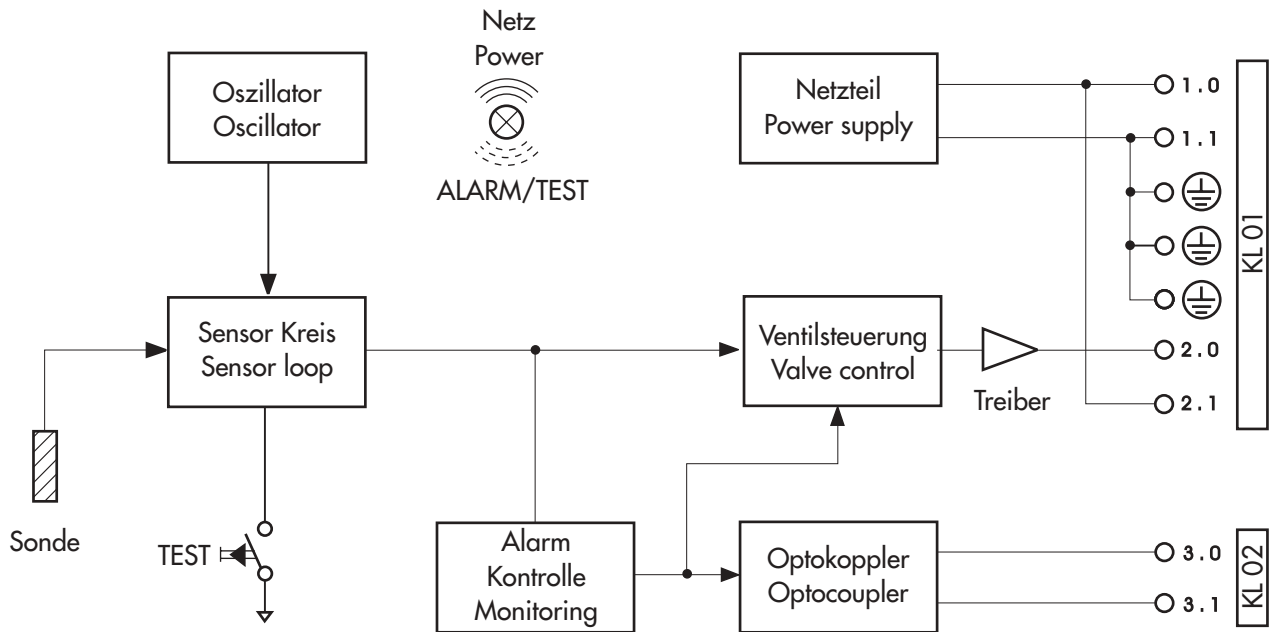 Netz
Power
ALARM/TEST
Oszillator
Oscillator
Netzteil
Power supply
1.0
1.1
KL 01
Sensor Kreis
Sensor loop
Ventilsteuerung
Valve control
Treiber
2.0
2.1
Sonde
TEST
Alarm
Kontrolle
Monitoring
Optokoppler
Optocoupler
3.0
3.1
KL 02